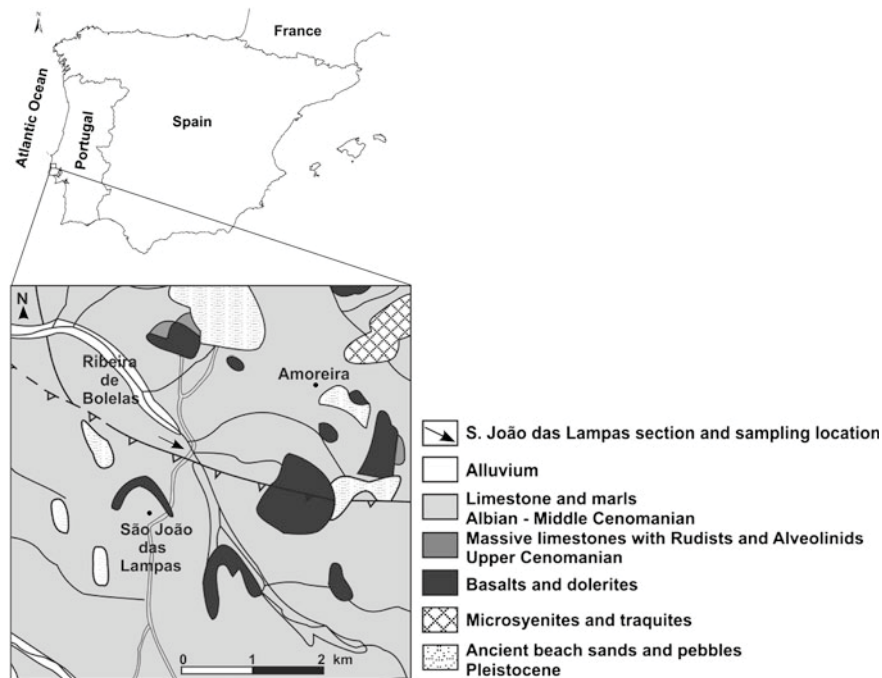 N
France
Atlantic Ocean
Portugal
Spain
N
Ribeira
de
Bolelas
Amoreira
São João
das
Lampas
0 1 2
km
S. João das Lampas section and sampling location
Alluvium
Limestone and marls
Albian - Middle Cenomanian
Massive limestones with Rudists and Alveolinids
Upper Cenomanian
Basalts and dolerites
Microsyenites and traquites
Ancient beach sands and pebbles
Pleistocene